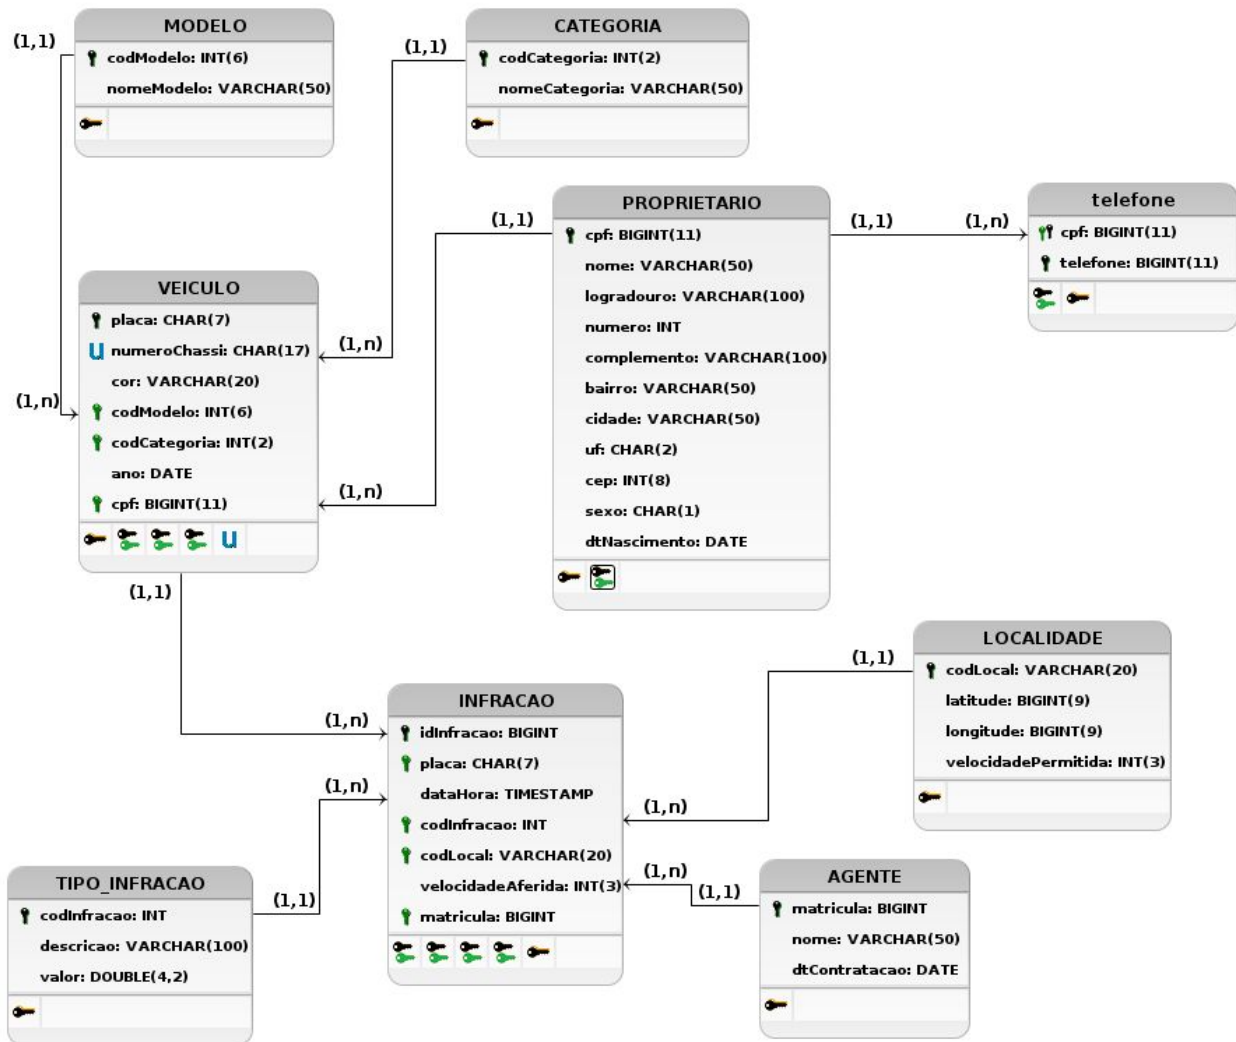 MODELO
codModelo: INT(6)
nomeModelo: VARCHAR(50)
(1,1)
(1,n)
CATEGORIA
codCategoria: INT(2)
nomeCategoria: VARCHAR(50)
(1,1)
(1,n)
PROPRIETARIO
cpf: BIGINT(11)
nome: VARCHAR(50)
logradouro: VARCHAR(100)
numero: INT
complemento: VARCHAR(100)
bairro: VARCHAR(50)
cidade: VARCHAR(50)
uf: CHAR(2)
cep: INT(8)
sexo: CHAR(1)
dtNascimento: DATE
(1,1)
(1,n)
(1,1)
(1,n)
telefone
cpf: BIGINT(11)
telefone: BIGINT(11)
VEICULO
placa: CHAR(7)
U numeroChassi: CHAR(17)
cor: VARCHAR(20)
codModelo: INT(6)
codCategoria: INT(2)
ano: DATE
cpf: BIGINT(11)
U
(1,1)
(1,n)
INFRACAO
idInfracao: BIGINT
placa: CHAR(7)
dataHora: TIMESTAMP
codInfracao: INT
codLocal: VARCHAR(20)
velocidadeAferida: INT(3)
matricula: BIGINT
LOCALIDADE
codLocal: VARCHAR(20)
latitude: BIGINT(9)
longitude: BIGINT(9)
velocidadePermitida: INT(3)
(1,1)
(1,n)
TIPO_INFRACAO
codInfracao: INT
descricao: VARCHAR(100)
valor: DOUBLE(4,2)
(1,1)
(1,n)
AGENTE
matricula: BIGINT
nome: VARCHAR(50)
dtContratacao: DATE
(1,1)
(1,n)